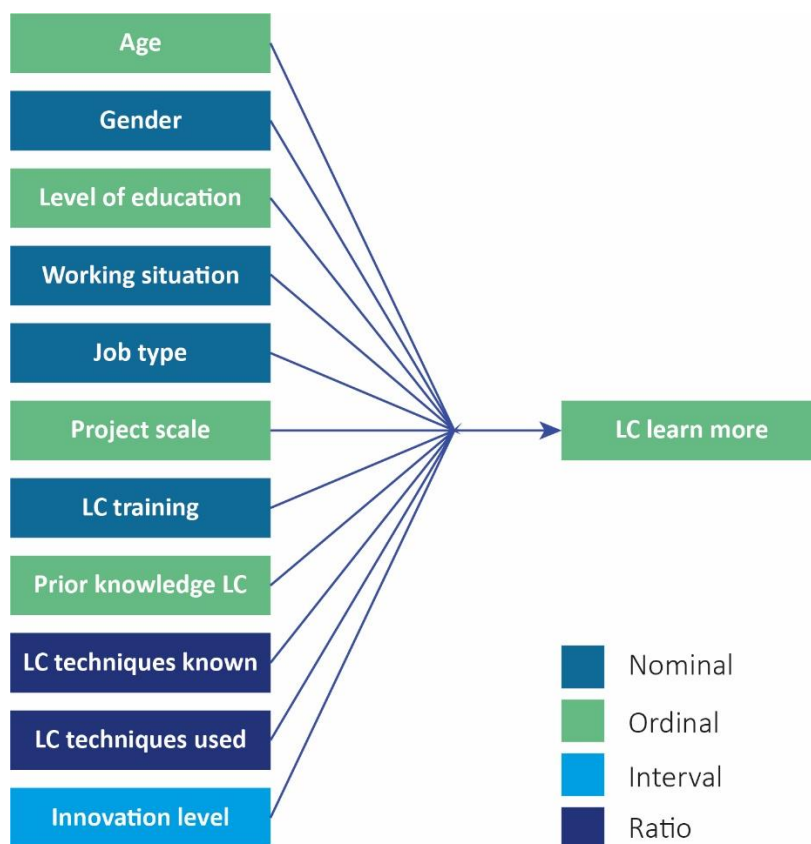 Age
Gender
Level of education
Working situation
Job type
Project scale
LC training
Prior knowledge LC
LC techniques known
LC techniques used
Innovation level
LC learn more
Nominal
Ordinal
Interval
Ratio